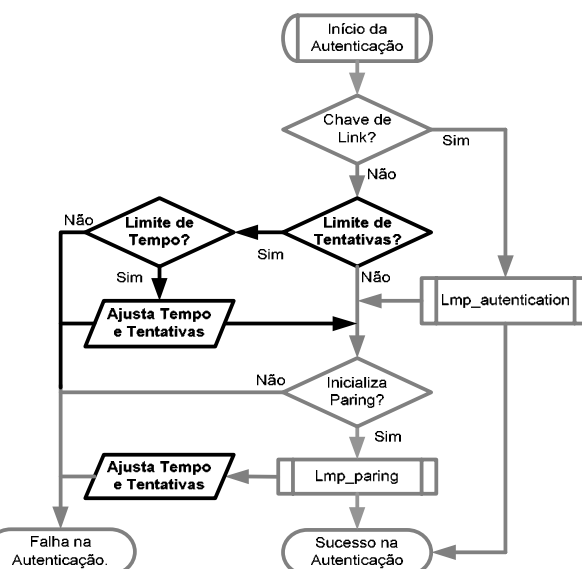 Início da
Autenticação
Chave de
Link?
Sim
Não
Não
Limite de
Tempo?
Limite de
Tentativas?
Sim
Sim
Não
Ajusta Tempo
e Tentativas
Lmp_autentication
Não
Inicializa
Paring?
Sim
Ajusta Tempo
e Tentativas
Lmp_paring
Falha na
Autenticação.
Sucesso na
Autenticação